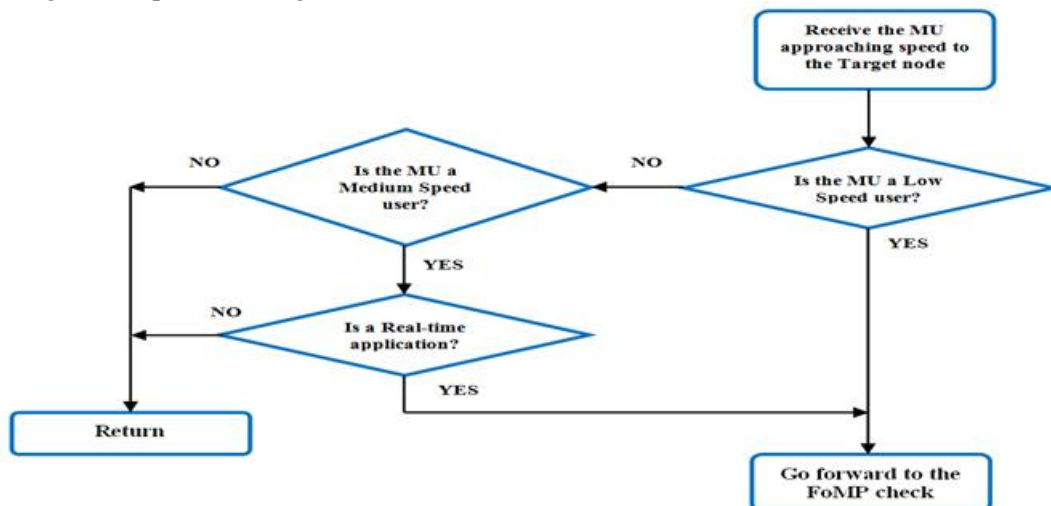 Receive the MU
approaching speed to
the Target node
NO
Is the MU a
Medium Speed
user?
NO
Is the MU a Low
Speed user?
YES
YES
NO
Is a Real-time
application?
YES
Return
Go forward to the
FoMP check